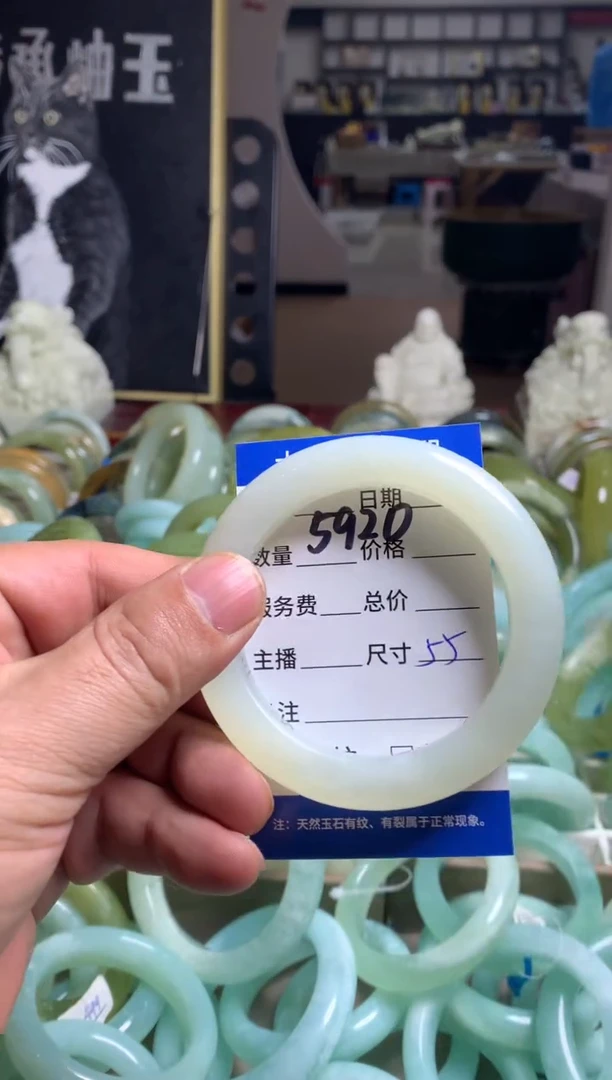 承岫玉
日期
5920
数量 价格
服务费 总价
主播 尺寸 55
注
注：天然玉石有纹、有裂属于正常现象。